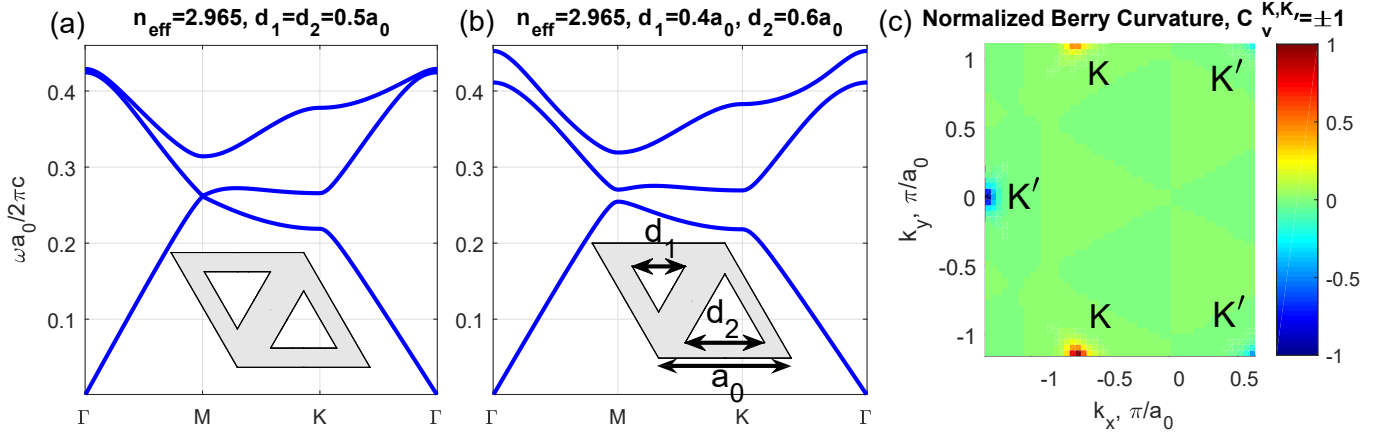 (a) n_eff=2.965, d_1=d_2=0.5a_0
ωa_0/2πc
0.4
0.3
0.2
0.1
Γ M K Γ
(b) n_eff=2.965, d_1=0.4a_0, d_2=0.6a_0
0.4
0.3
0.2
0.1
d_1
d_2
a_0
Γ M K Γ
(c) Normalized Berry Curvature, C_v^{K,K′}=±1
k_y, π/a_0
1
0.5
0
-0.5
-1
K K′
K′
K K′
-1 -0.5 0 0.5
k_x, π/a_0
1
0.5
0
-0.5
-1